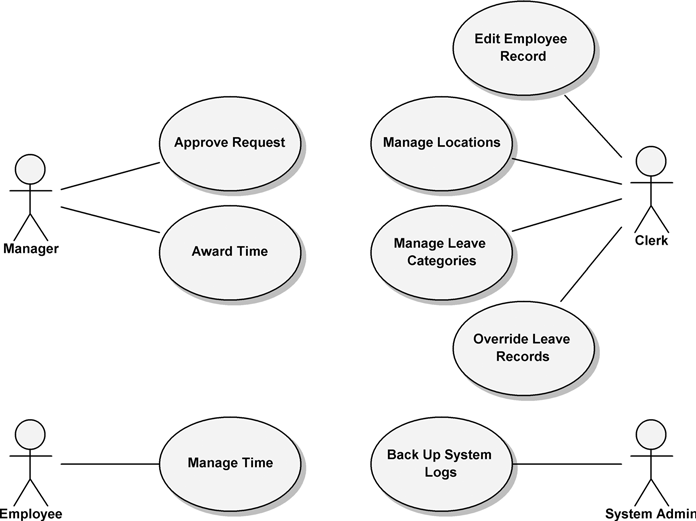 Edit Employee
Record
Approve Request
Manage Locations
Manager
Clerk
Award Time
Manage Leave
Categories
Override Leave
Records
Manage Time
Back Up System
Logs
Employee
System Admin